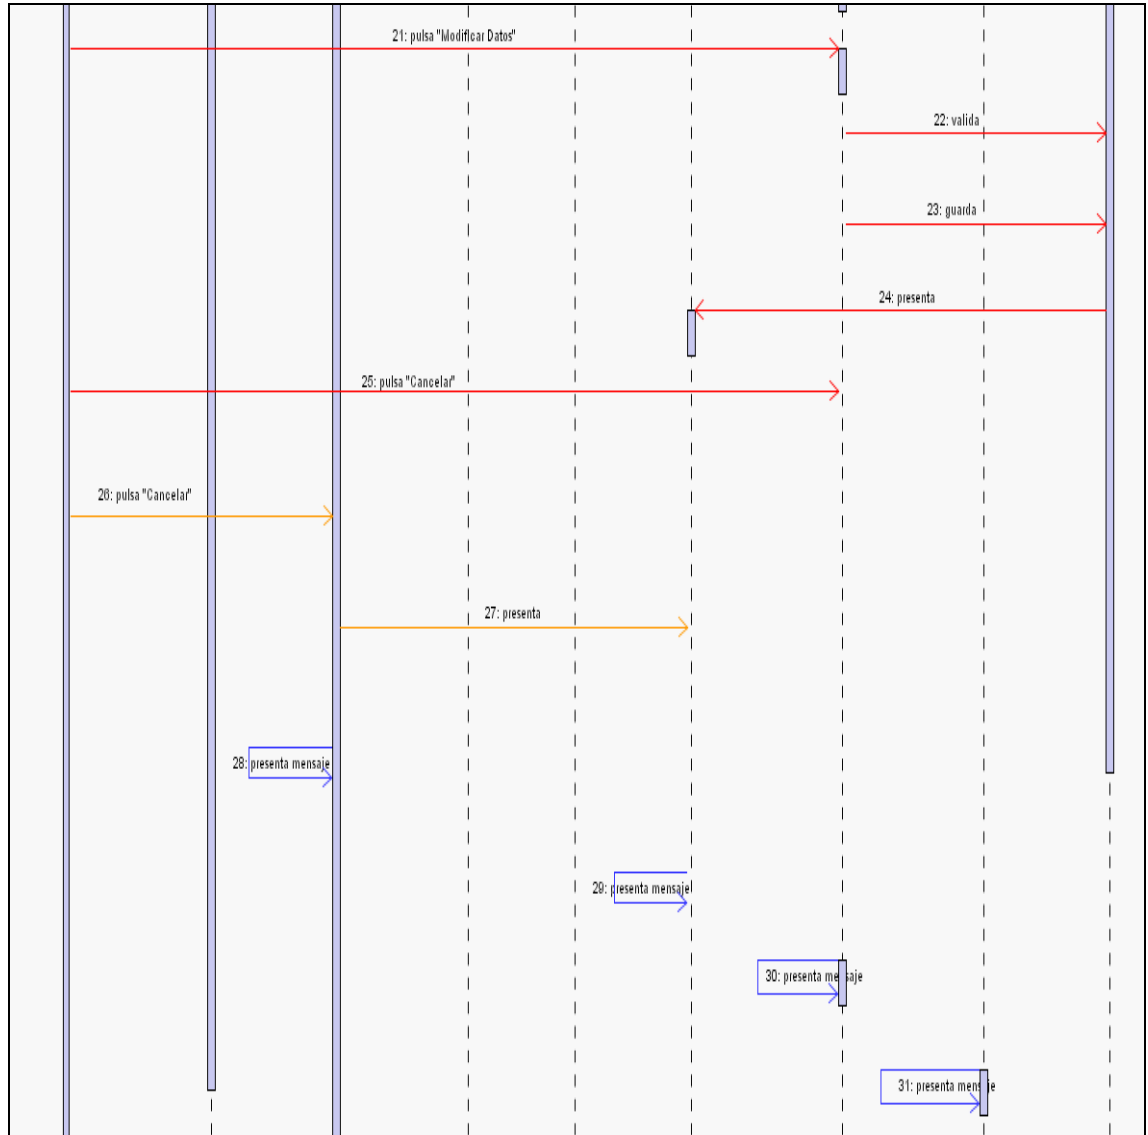 21: pulsa "Modificar Datos"
22: valida
23: guarda
24: presenta
25: pulsa "Cancelar"
26: pulsa "Cancelar"
27: presenta
28: presenta mensaje
29: presenta mensaje
30: presenta mensaje
31: presenta mensaje